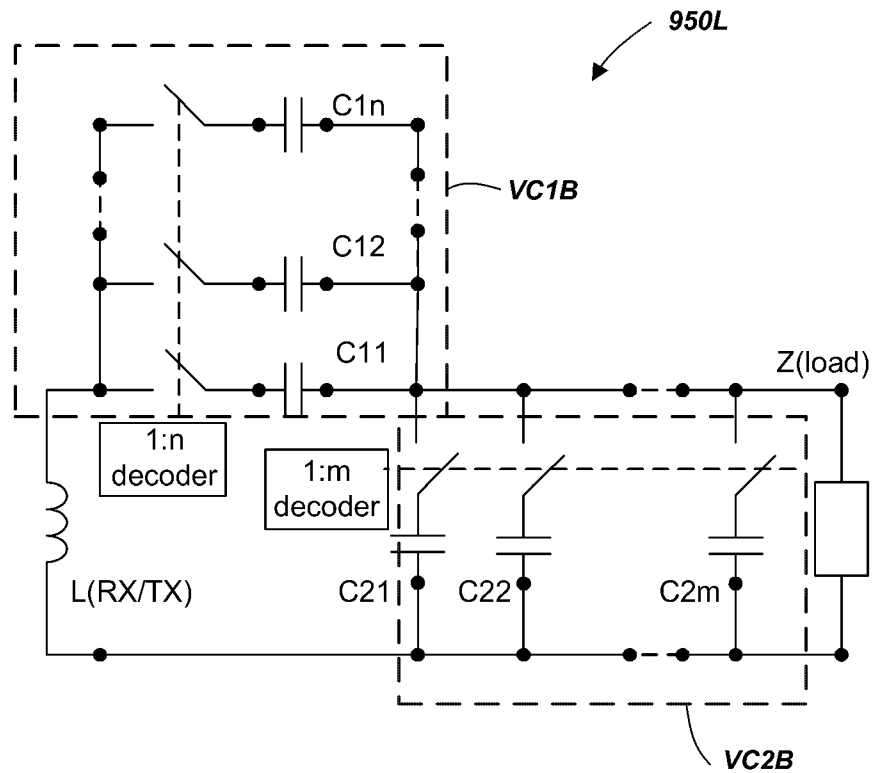 950L
C1n
VC1B
C12
C11
Z(load)
1:n
decoder
1:m
decoder
L(RX/TX)
C21
C22
C2m
VC2B